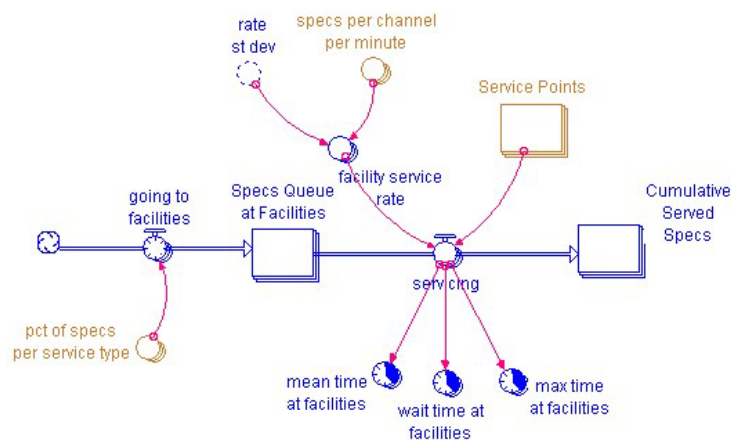 rate
st dev
specs per channel
per minute
Service Points
facility service
rate
going to
facilities
Specs Queue
at Facilities
Cumulative
Served
Specs
servicing
pct of specs
per service type
mean time
at facilities
wait time at
facilities
max time
at facilities